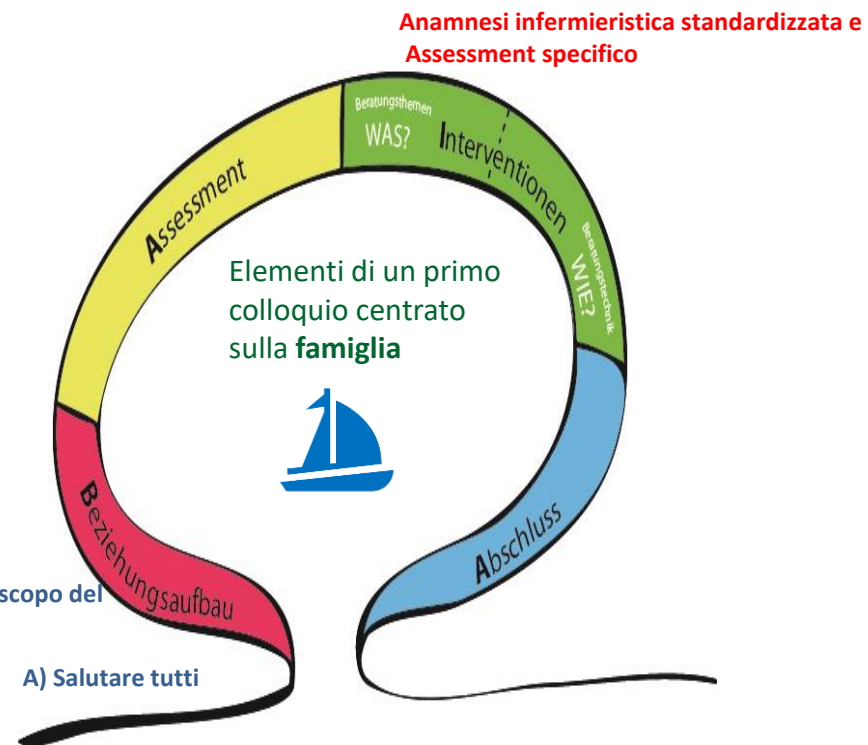 Anamnesi infermieristica standardizzata e
Assessment specifico
Beratungsthemen
WAS?
Interventionen
Beratungstechnik
WIE?
Assessment
Elementi di un primo
colloquio centrato
sulla famiglia
Beziehungsaufbau
Abschluss
scopo del
A) Salutare tutti